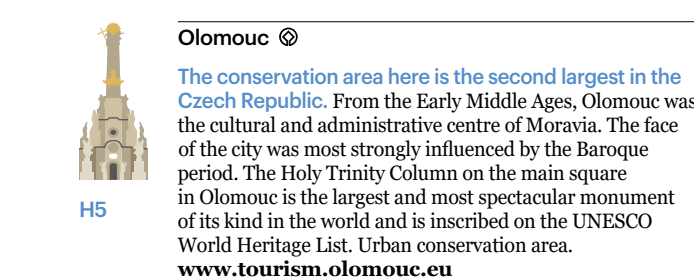 Olomouc
The conservation area here is the second largest in the
Czech Republic. From the Early Middle Ages, Olomouc was
the cultural and administrative centre of Moravia. The face
of the city was most strongly influenced by the Baroque
period. The Holy Trinity Column on the main square
in Olomouc is the largest and most spectacular monument
of its kind in the world and is inscribed on the UNESCO
World Heritage List. Urban conservation area.
www.tourism.olomouc.eu
H5